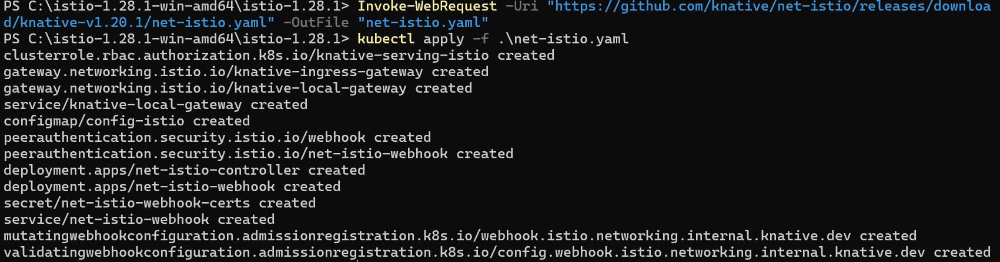 PS C:\istio-1.28.1-win-amd64\istio-1.28.1> Invoke-WebRequest -Uri "https://github.com/knative/net-istio/releases/downloa
d/knative-v1.20.1/net-istio.yaml" -OutFile "net-istio.yaml"
PS C:\istio-1.28.1-win-amd64\istio-1.28.1> kubectl apply -f .\net-istio.yaml
clusterrole.rbac.authorization.k8s.io/knative-serving-istio created
gateway.networking.istio.io/knative-ingress-gateway created
gateway.networking.istio.io/knative-local-gateway created
service/knative-local-gateway created
configmap/config-istio created
peerauthentication.security.istio.io/webhook created
peerauthentication.security.istio.io/net-istio-webhook created
deployment.apps/net-istio-controller created
deployment.apps/net-istio-webhook created
secret/net-istio-webhook-certs created
service/net-istio-webhook created
mutatingwebhookconfiguration.admissionregistration.k8s.io/webhook.istio.networking.internal.knative.dev created
validatingwebhookconfiguration.admissionregistration.k8s.io/config.webhook.istio.networking.internal.knative.dev created